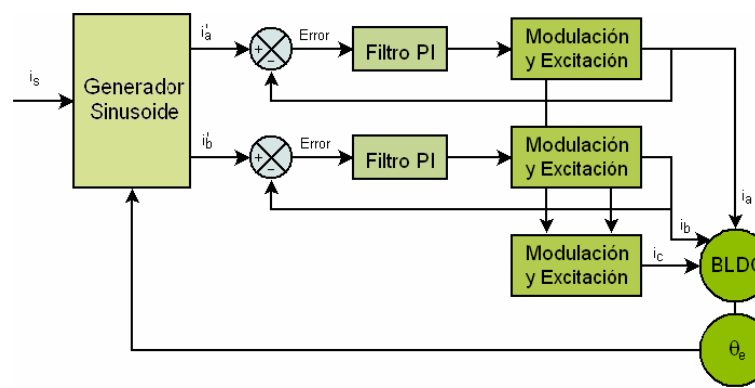 i_s
Generador
Sinusoide
i'_a
+
−
Error
Filtro PI
Modulación
y Excitación
i'_b
+
−
Error
Filtro PI
Modulación
y Excitación
i_a
i_b
Modulación
y Excitación
i_c
BLDC
θ_e